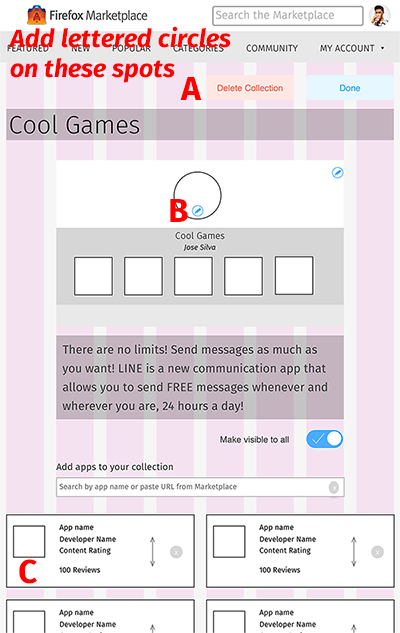 Firefox Marketplace
Search the Marketplace
FEATURED NEW POPULAR CATEGORIES COMMUNITY MY ACCOUNT
Add lettered circles
on these spots
A
Delete Collection
Done
Cool Games
B
Cool Games
Jose Silva
There are no limits! Send messages as much as
you want! LINE is a new communication app that
allows you to send FREE messages whenever and
wherever you are, 24 hours a day!
Make visible to all
Add apps to your collection
Search by app name or paste URL from Marketplace
App name
Developer Name
Content Rating
100 Reviews
C
App name
Developer Name
Content Rating
100 Reviews
App name
Developer Name
App name
Developer Name